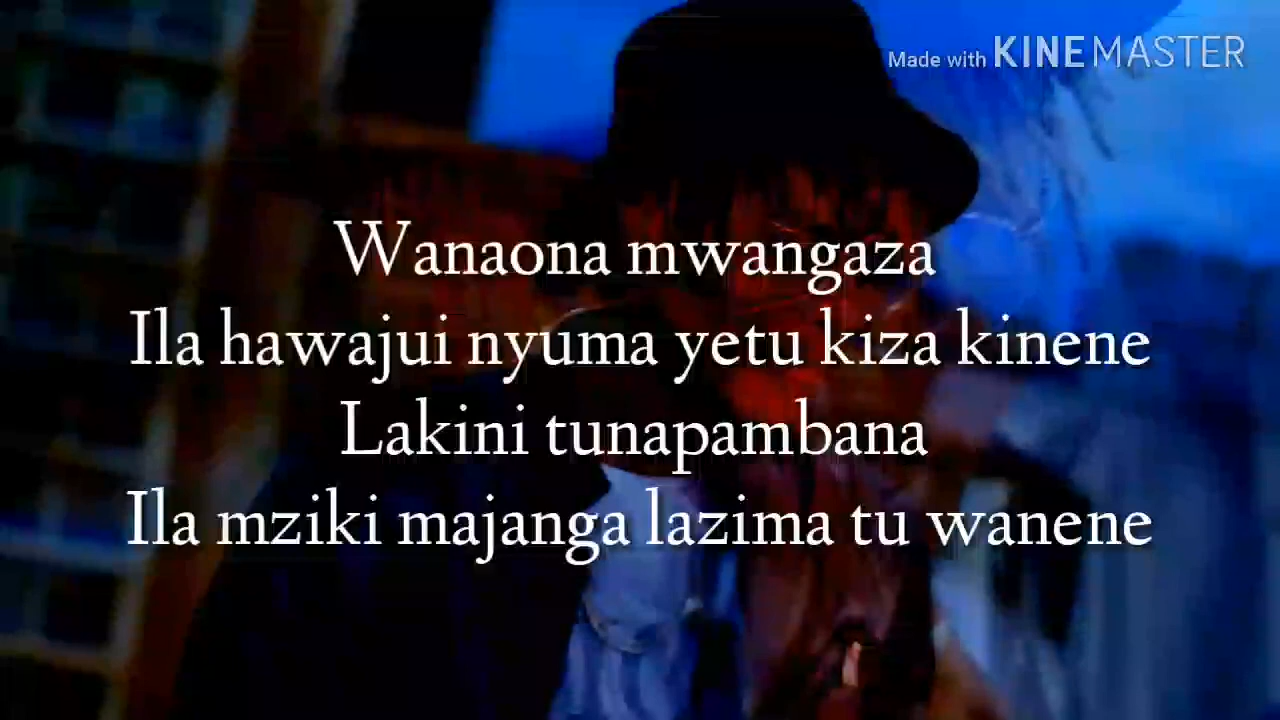 Made with KINEMASTER
Wanaona mwangaza
Ila hawajui nyuma yetu kiza kinene
Lakini tunapambana
Ila mziki majanga lazima tu wanene